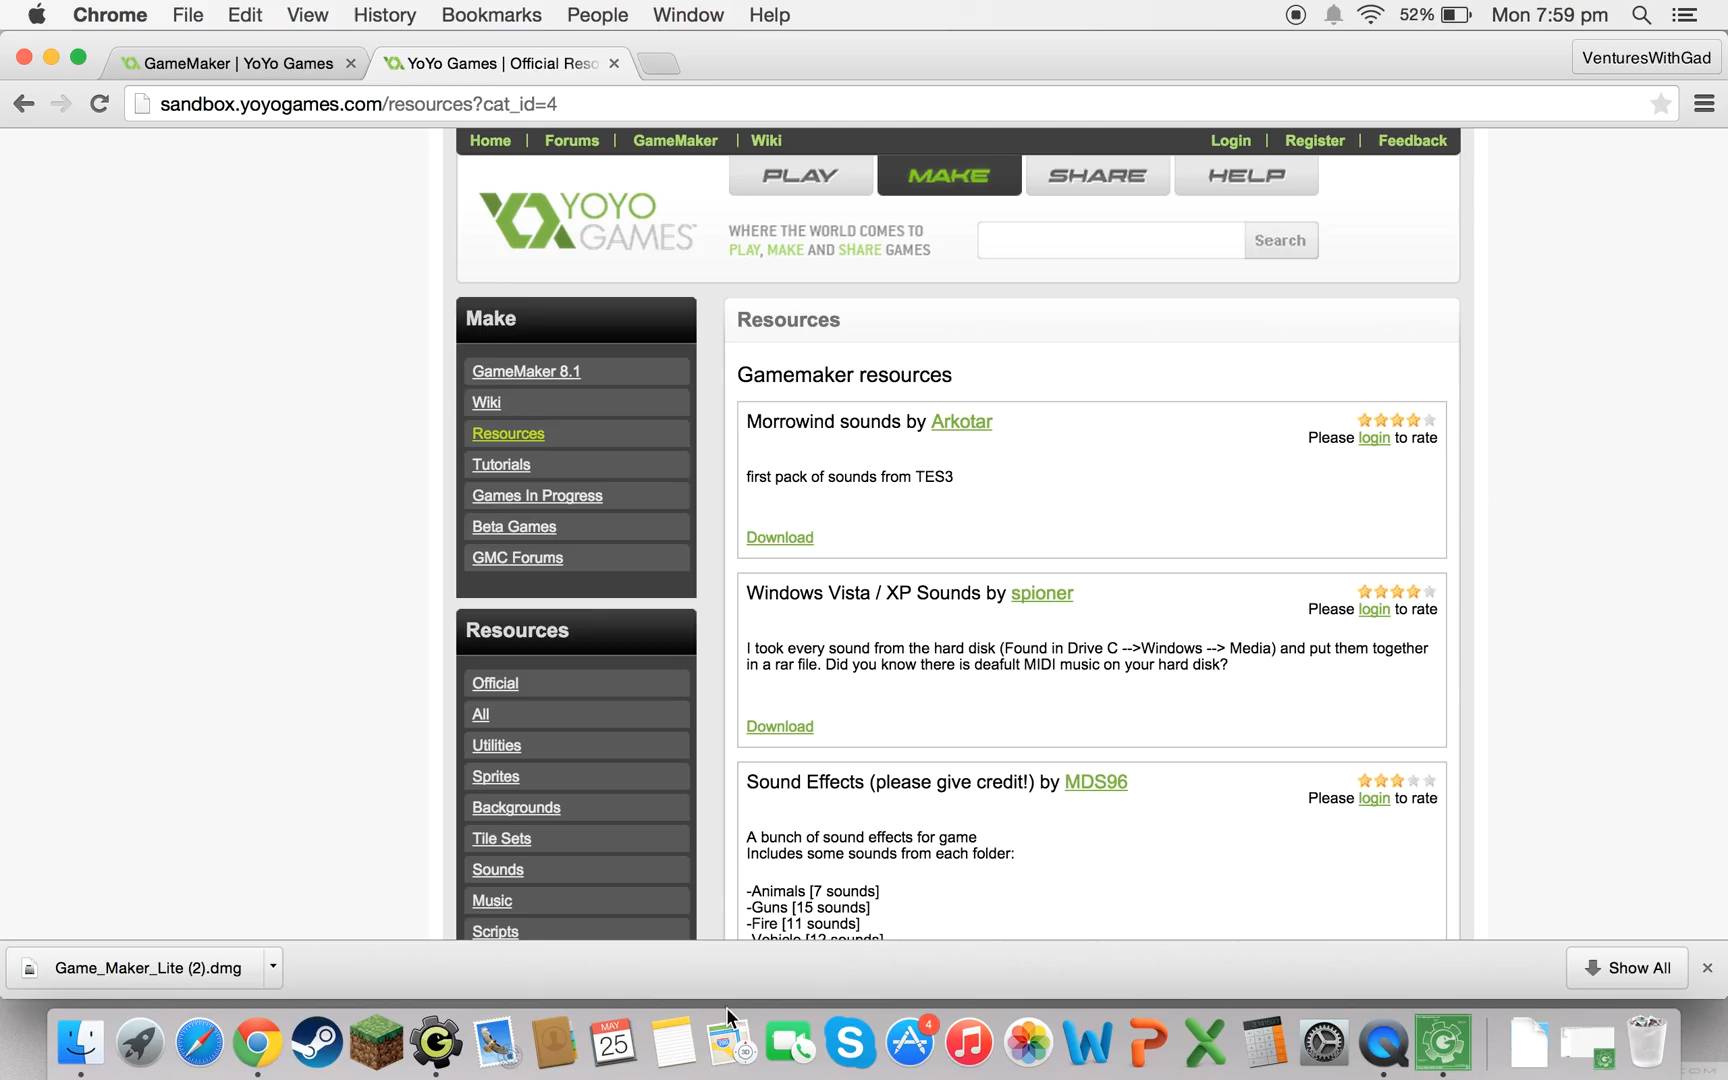 Chrome File Edit View History Bookmarks People Window Help 52% Mon 7:59 pm
GameMaker | YoYo Games YoYo Games | Official Reso VenturesWithGad
sandbox.yoyogames.com/resources?cat_id=4
Home | Forums | GameMaker | Wiki Login | Register | Feedback
PLAY MAKE SHARE HELP
YOYO GAMES
WHERE THE WORLD COMES TO
PLAY, MAKE AND SHARE GAMES
Search
Make
GameMaker 8.1
Wiki
Resources
Tutorials
Games In Progress
Beta Games
GMC Forums
Resources
Official
All
Utilities
Sprites
Backgrounds
Tile Sets
Sounds
Music
Scripts
Resources
Gamemaker resources
Morrowind sounds by Arkotar
Please login to rate
first pack of sounds from TES3
Download
Windows Vista / XP Sounds by spioner
Please login to rate
I took every sound from the hard disk (Found in Drive C -->Windows --> Media) and put them together
in a rar file. Did you know there is deafult MIDI music on your hard disk?
Download
Sound Effects (please give credit!) by MDS96
Please login to rate
A bunch of sound effects for game
Includes some sounds from each folder:
-Animals [7 sounds]
-Guns [15 sounds]
-Fire [11 sounds]
-Vehicle [12 sounds]
Game_Maker_Lite (2).dmg Show All
MAY
25
4